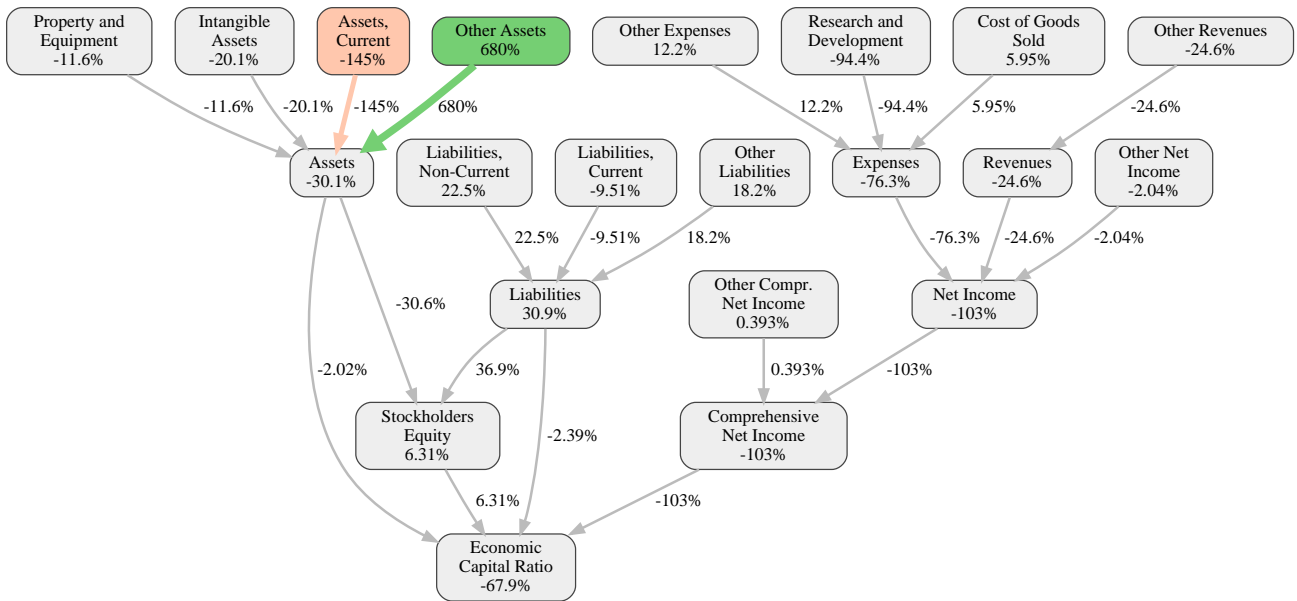 Property and
Equipment
-11.6%
Intangible
Assets
-20.1%
Assets,
Current
-145%
Other Assets
680%
Other Expenses
12.2%
Research and
Development
-94.4%
Cost of Goods
Sold
5.95%
Other Revenues
-24.6%
-11.6%
-20.1%
-145%
680%
12.2%
-94.4%
5.95%
-24.6%
Assets
-30.1%
Liabilities,
Non-Current
22.5%
Liabilities,
Current
-9.51%
Other
Liabilities
18.2%
Expenses
-76.3%
Revenues
-24.6%
Other Net
Income
-2.04%
22.5%
-9.51%
18.2%
-76.3%
-24.6%
-2.04%
-30.6%
Liabilities
30.9%
Other Compr.
Net Income
0.393%
Net Income
-103%
-2.02%
36.9%
0.393%
-103%
Stockholders
Equity
6.31%
-2.39%
Comprehensive
Net Income
-103%
6.31%
-103%
Economic
Capital Ratio
-67.9%